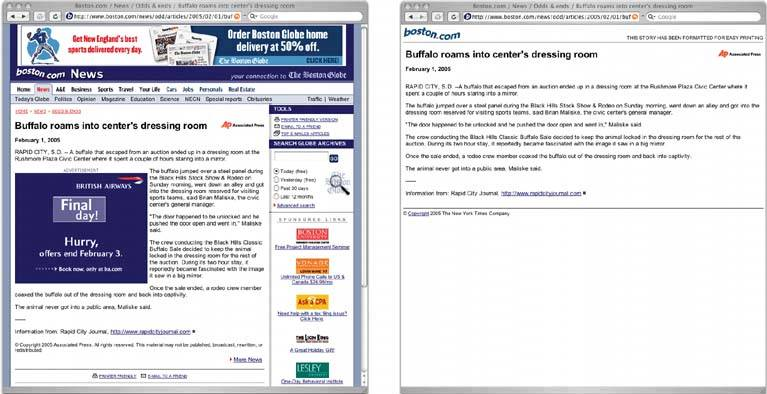 Boston.com / News / Odds & ends / Buffalo roams into center's dressing room
http://www.boston.com/news/odd/articles/2005/02/01/buf
Google
Get New England's best
sports delivered every day.
Order Boston Globe home
delivery at 50% off.
The Boston Globe
CLICK HERE!
boston.com News
your connection to The Boston Globe
Home News A&E Business Sports Travel Your Life Cars Jobs Personals Real Estate
Today's Globe Politics Opinion Magazine Education Science NECN Special reports Obituaries
Traffic | Weather
HOME > NEWS > ODDS & ENDS
Buffalo roams into center's dressing room
AP Associated Press
February 1, 2005
RAPID CITY, S.D. --A buffalo that escaped from an auction ended up in a dressing room at the
Rushmore Plaza Civic Center where it spent a couple of hours staring into a mirror.
ADVERTISEMENT
BRITISH AIRWAYS
Final
day!
Hurry,
offers end February 3.
Book now, only at ba.com
The buffalo jumped over a steel panel during
the Black Hills Stock Show & Rodeo on
Sunday morning, went down an alley and got
into the dressing room reserved for visiting
sports teams, said Brian Maliske, the civic
center's general manager.
"The door happened to be unlocked and he
pushed the door open and went in," Maliske
said.
The crew conducting the Black Hills Classic
Buffalo Sale decided to keep the animal
locked in the dressing room for the rest of
the auction. During its two hour stay, it
reportedly became fascinated with the image
it saw in a big mirror.
Once the sale ended, a rodeo crew member
coaxed the buffalo out of the dressing room and back into captivity.
The animal never got into a public area, Maliske said.
------
Information from: Rapid City Journal, http://www.rapidcityjournal.com
© Copyright 2005 Associated Press. All rights reserved. This material may not be published, broadcast, rewritten, or
redistributed.
More News
PRINTER FRIENDLY
E-MAIL TO A FRIEND
TOOLS
PRINTER FRIENDLY VERSION
E-MAIL TO A FRIEND
TOP E-MAILED ARTICLES
SEARCH GLOBE ARCHIVES
GO
Today (free)
Yesterday (free)
Past 30 days
Last 12 months
Advanced search
SPONSORED LINKS
BOSTON
UNIVERSITY
Free Project Management Seminar
VONAGE
Unlimited Phone Calls to US &
Canada $24.99/mo
Ask a CPA
Need help with a tax filing issue?
Click Here
THE LION KING
A Great Holiday Gift!
LESLEY
UNIVERSITY
One-Day, Behavioral Institute
Boston.com / News / Odds & ends / Buffalo roams into center's dressing room
http://www.boston.com/news/odd/articles/2005/02/01/buf
Google
boston.com
THIS STORY HAS BEEN FORMATTED FOR EASY PRINTING
Buffalo roams into center's dressing room
AP Associated Press
February 1, 2005
RAPID CITY, S.D. --A buffalo that escaped from an auction ended up in a dressing room at the Rushmore Plaza Civic Center where it
spent a couple of hours staring into a mirror.
The buffalo jumped over a steel panel during the Black Hills Stock Show & Rodeo on Sunday morning, went down an alley and got into the
dressing room reserved for visiting sports teams, said Brian Maliske, the civic center's general manager.
"The door happened to be unlocked and he pushed the door open and went in," Maliske said.
The crew conducting the Black Hills Classic Buffalo Sale decided to keep the animal locked in the dressing room for the rest of the
auction. During its two hour stay, it reportedly became fascinated with the image it saw in a big mirror.
Once the sale ended, a rodeo crew member coaxed the buffalo out of the dressing room and back into captivity.
The animal never got into a public area, Maliske said.
------
Information from: Rapid City Journal, http://www.rapidcityjournal.com
© Copyright 2005 The New York Times Company